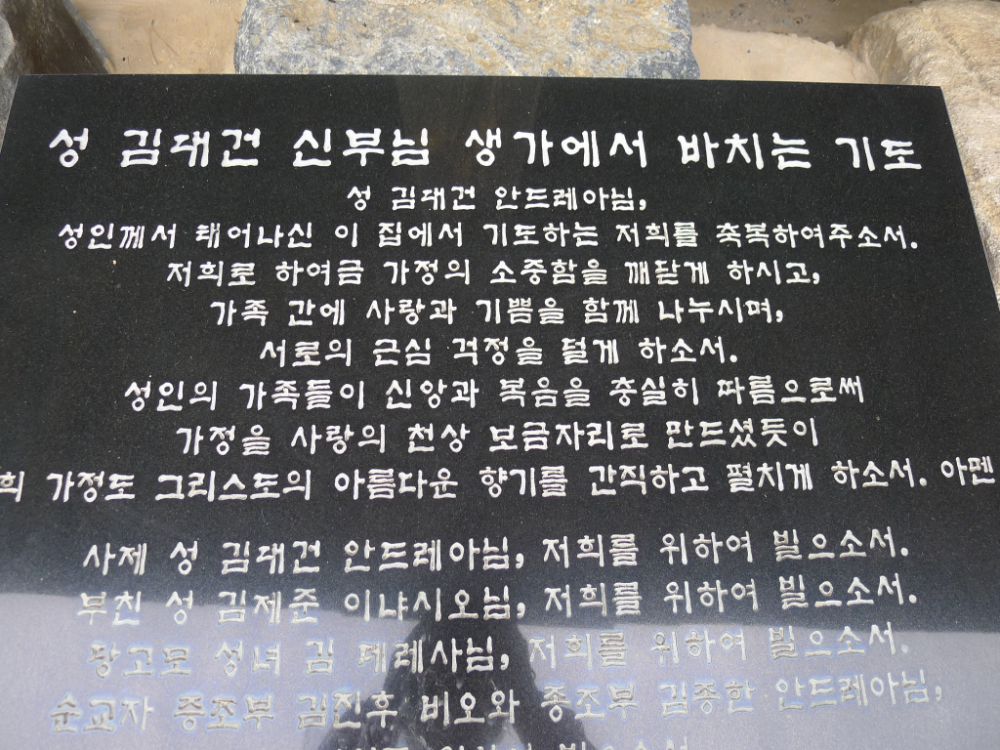 성 김대건 신부님 생가에서 바치는 기도
성 김대건 안드레아님,
성인께서 태어나신 이 집에서 기도하는 저희를 축복하여주소서.
저희로 하여금 가정의 소중함을 깨닫게 하시고,
가족 간에 사랑과 기쁨을 함께 나누시며,
서로의 근심 걱정을 덜게 하소서.
성인의 가족들이 신앙과 복음을 충실히 따름으로써
가정을 사랑의 천상 보금자리로 만드셨듯이
희 가정도 그리스도의 아름다운 향기를 간직하고 펼치게 하소서. 아멘
사제 성 김대건 안드레아님, 저희를 위하여 빌으소서.
부친 성 김제준 이냐시오님, 저희를 위하여 빌으소서.
당고모 성녀 김 데레사님, 저희를 위하여 빌으소서.
순교자 증조부 김진후 비오와 종조부 김종한 안드레아님,